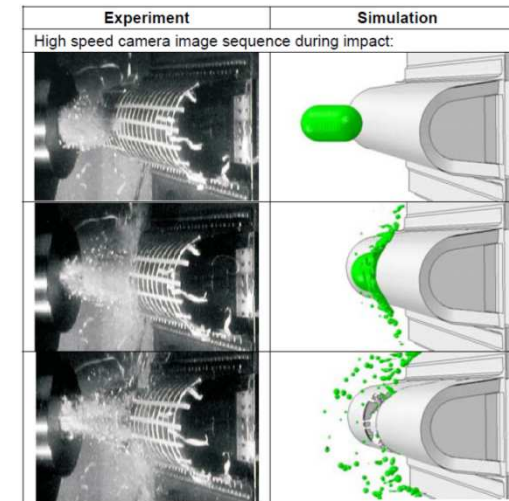 Experiment
Simulation
High speed camera image sequence during impact: